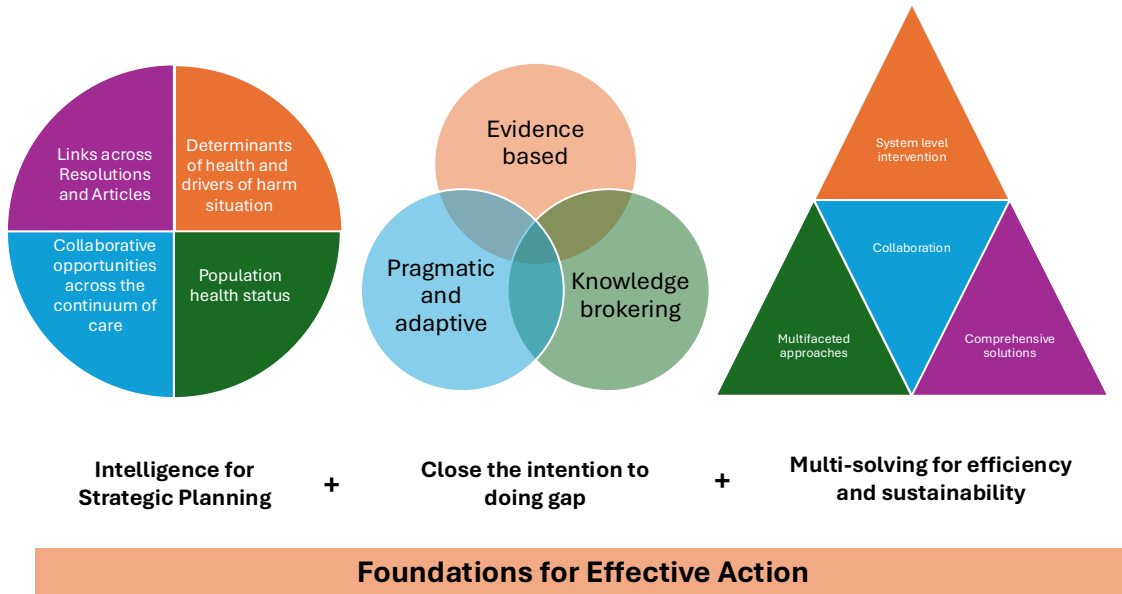 Links across
Resolutions
and Articles
Determinants
of health and
drivers of harm
situation
Collaborative
opportunities
across the
continuum of
care
Population
health status
Evidence
based
Pragmatic
and
adaptive
Knowledge
brokering
System level
intervention
Collaboration
Multifaceted
approaches
Comprehensive
solutions
Intelligence for
Strategic Planning
+
Close the intention to
doing gap
+
Multi-solving for efficiency
and sustainability
Foundations for Effective Action